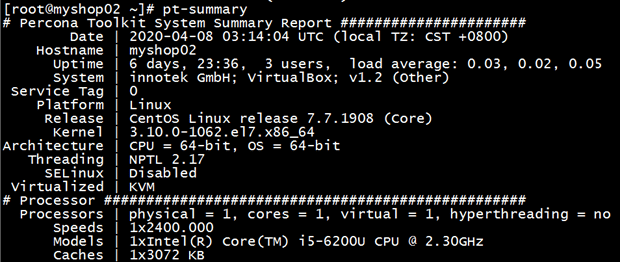 [root@myshop02 ~]# pt-summary
# Percona Toolkit System Summary Report ######################
Date | 2020-04-08 03:14:04 UTC (local TZ: CST +0800)
Hostname | myshop02
Uptime | 6 days, 23:36, 3 users, load average: 0.03, 0.02, 0.05
System | innotek GmbH; VirtualBox; v1.2 (Other)
Service Tag | 0
Platform | Linux
Release | CentOS Linux release 7.7.1908 (Core)
Kernel | 3.10.0-1062.el7.x86_64
Architecture | CPU = 64-bit, OS = 64-bit
Threading | NPTL 2.17
SELinux | Disabled
Virtualized | KVM
# Processor ##################################################
Processors | physical = 1, cores = 1, virtual = 1, hyperthreading = no
Speeds | 1x2400.000
Models | 1xIntel(R) Core(TM) i5-6200U CPU @ 2.30GHz
Caches | 1x3072 KB